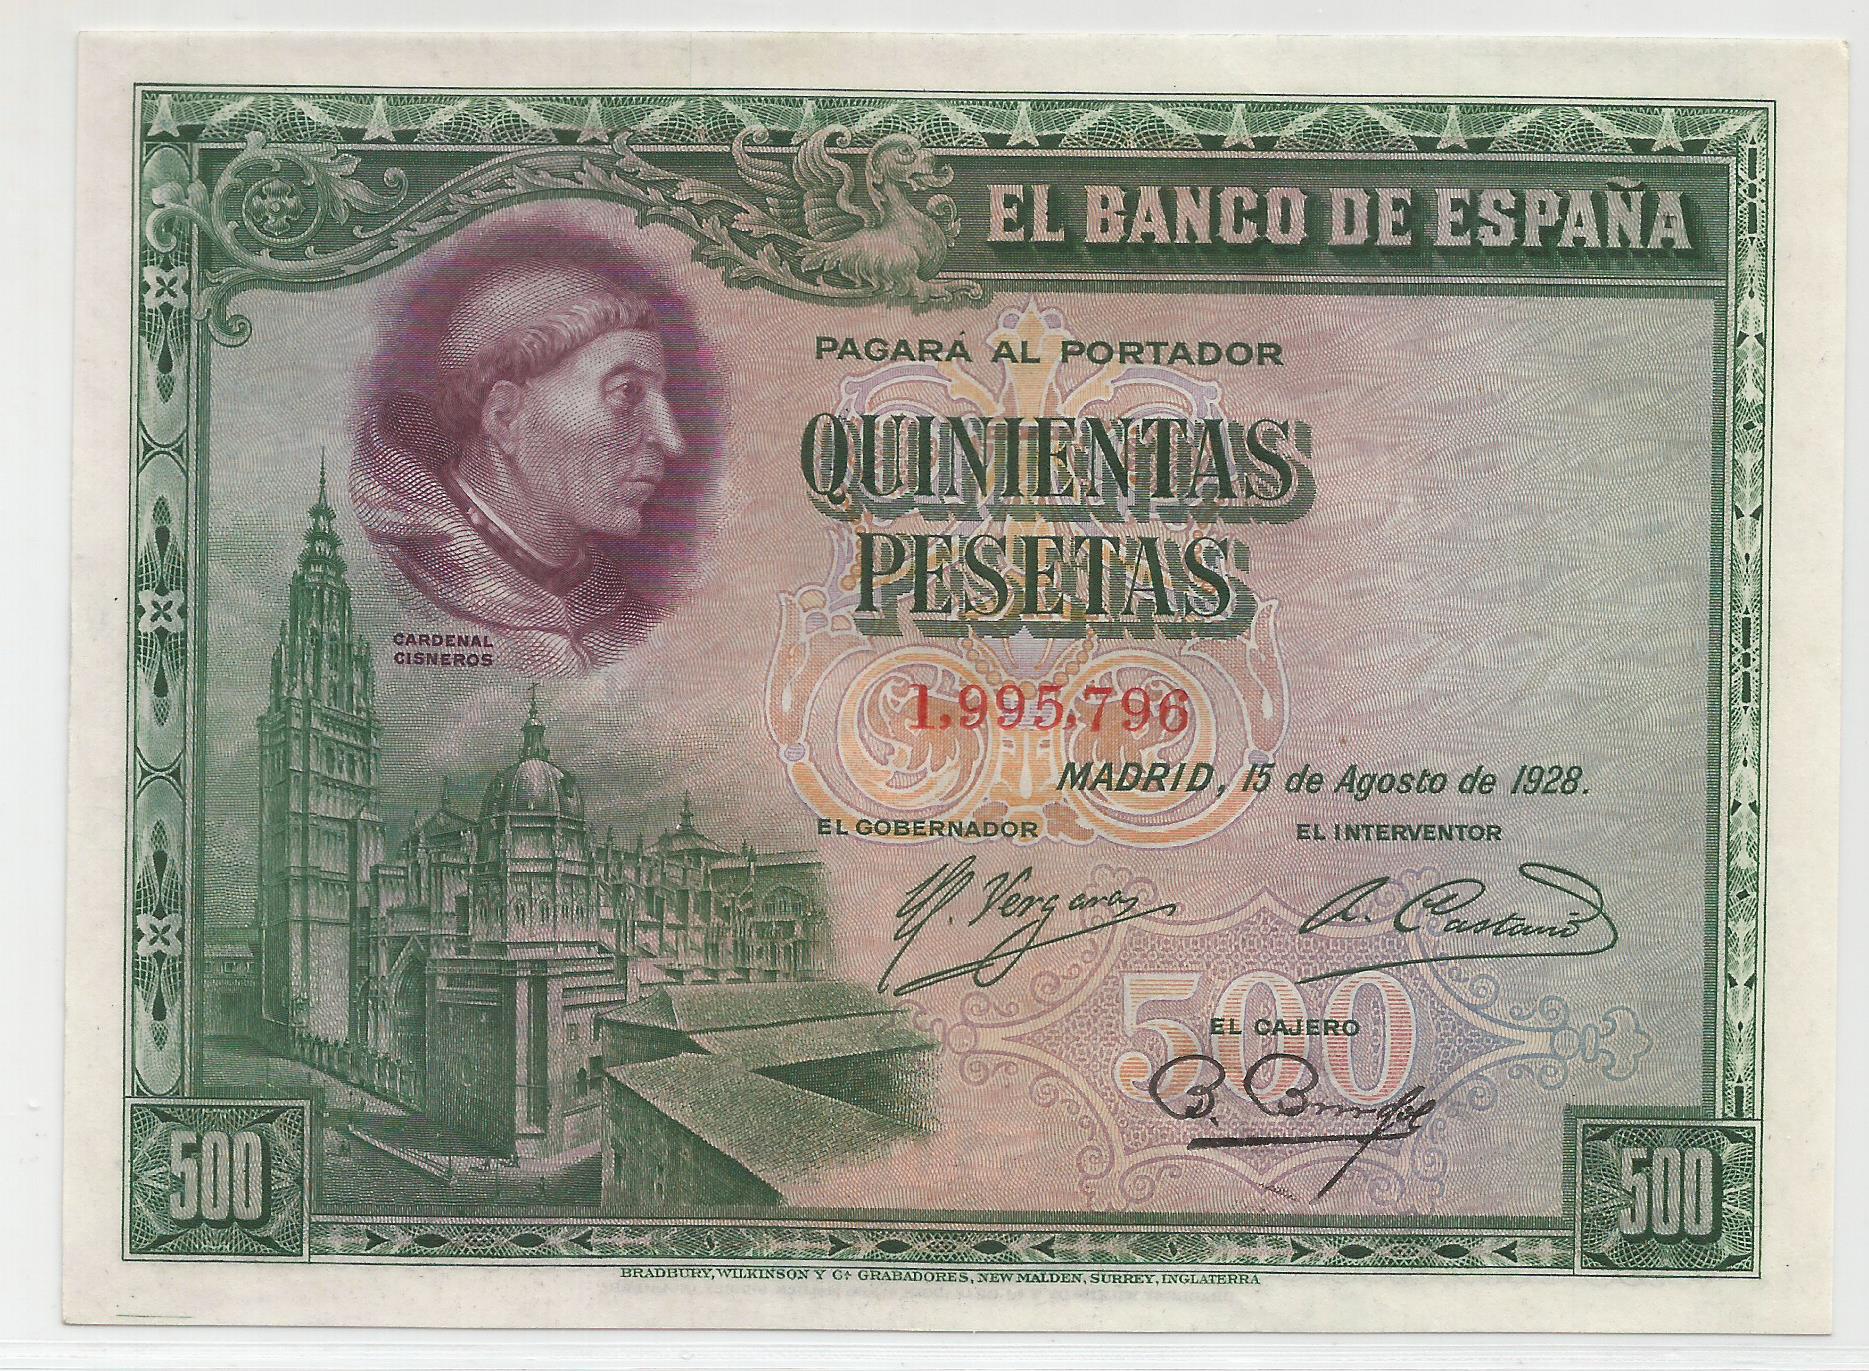 EL BANCO DE ESPAÑA
PAGARÁ AL PORTADOR
QUINIENTAS
PESETAS
CARDENAL
CISNEROS
1,995,796
MADRID, 15 de Agosto de 1928.
EL GOBERNADOR
EL INTERVENTOR
Vergaras
500
EL CAJERO
B.
500
500
BRADBURY, WILKINSON Y Cª GRABADORES, NEW MALDEN, SURREY, INGLATERRA